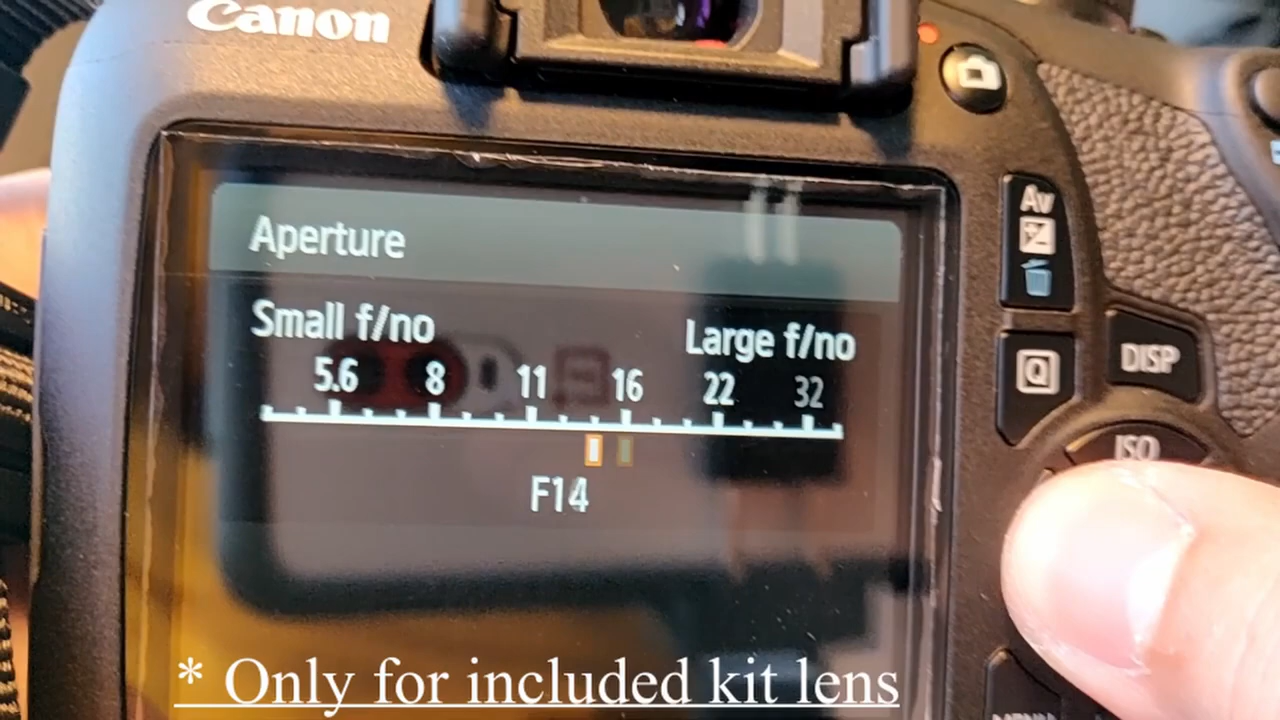 Canon
Av
Aperture
Small f/no
Large f/no
5.6 8 11 16 22 32
F14
Q
DISP
ISO
* Only for included kit lens